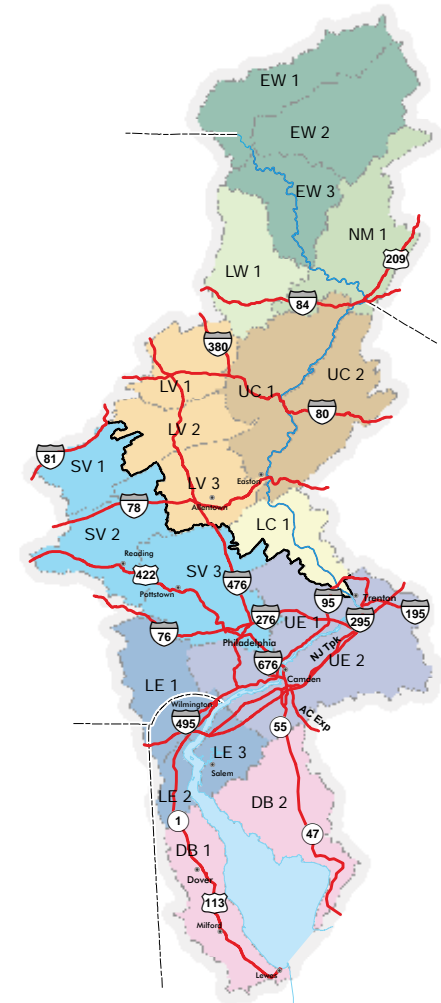 EW 1
EW 2
EW 3
NM 1
209
LW 1
84
380
UC 2
LV 1
UC 1
80
LV 2
81
SV 1
Easton
LV 3
78
Allentown
LC 1
SV 2
Reading
422
SV 3
476
Pottstown
95
Trenton
195
276
UE 1
295
76
Philadelphia
NJ Tpk
676
UE 2
Camden
LE 1
Wilmington
AC Exp
495
55
LE 3
Salem
LE 2
DB 2
1
47
DB 1
Dover
113
Milford
Lewes